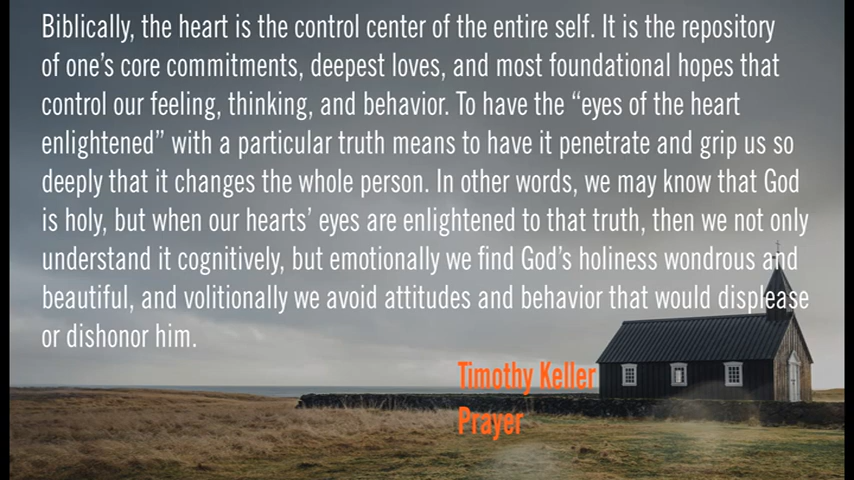 Biblically, the heart is the control center of the entire self. It is the repository
of one’s core commitments, deepest loves, and most foundational hopes that
control our feeling, thinking, and behavior. To have the “eyes of the heart
enlightened” with a particular truth means to have it penetrate and grip us so
deeply that it changes the whole person. In other words, we may know that God
is holy, but when our hearts’ eyes are enlightened to that truth, then we not only
understand it cognitively, but emotionally we find God’s holiness wondrous and
beautiful, and volitionally we avoid attitudes and behavior that would displease
or dishonor him.
Timothy Keller
Prayer